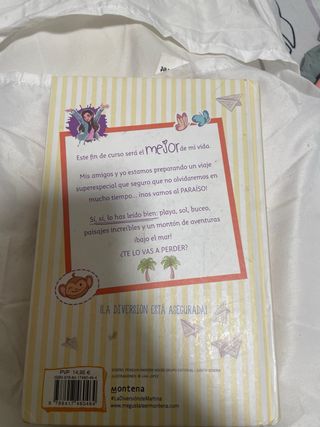 Este fin de curso será el mejor de mi vida.
Mis amigos y yo estamos preparando un viaje
superespecial que seguro que no olvidaremos en
mucho tiempo... ¡nos vamos al PARAÍSO!
Sí, sí, lo has leído bien: playa, sol, buceo,
paisajes increíbles y un montón de aventuras
¡bajo el mar!
¿TE LO VAS A PERDER?
¡LA DIVERSIÓN ESTÁ ASEGURADA!
PVP 14,95 €
montena
#LaDiversiondeMartina
www.megustaleermontena.com